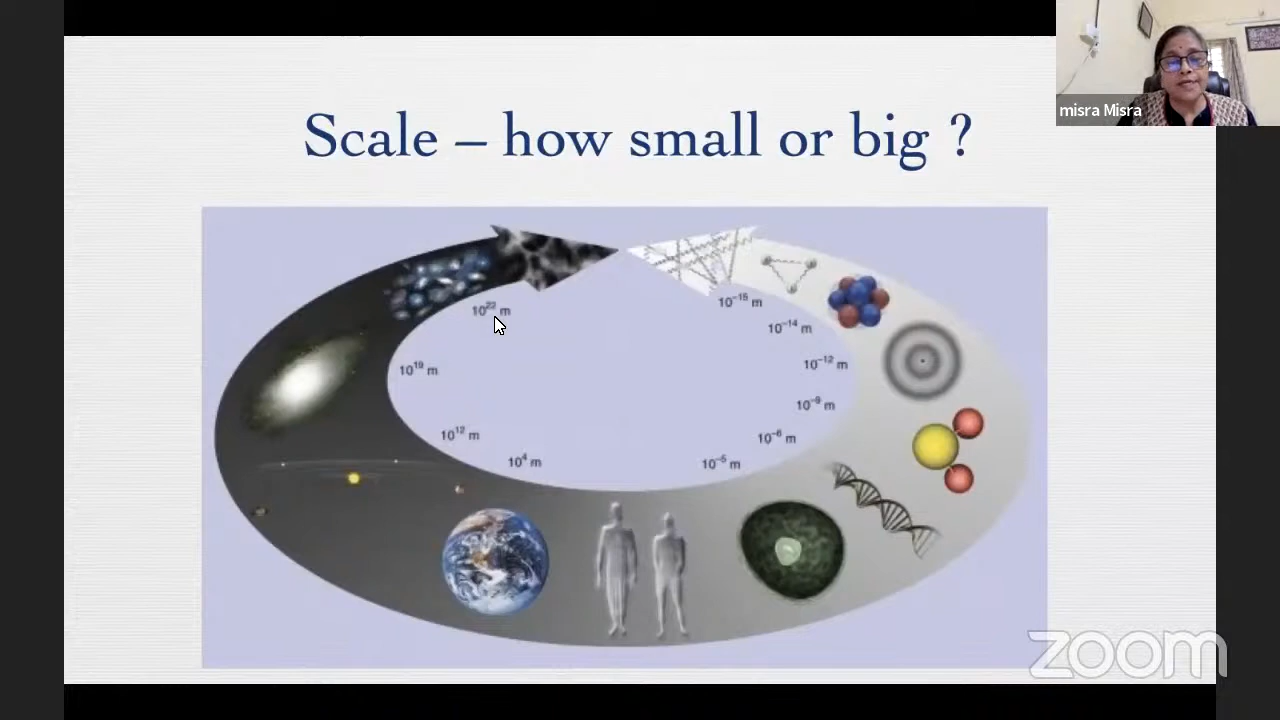 misra Misra
Scale – how small or big ?
10²² m
10⁻¹⁵ m
10⁻¹⁴ m
10¹⁹ m
10⁻¹² m
10⁻⁹ m
10¹² m
10⁻⁶ m
10⁴ m
10⁻⁵ m
zoom